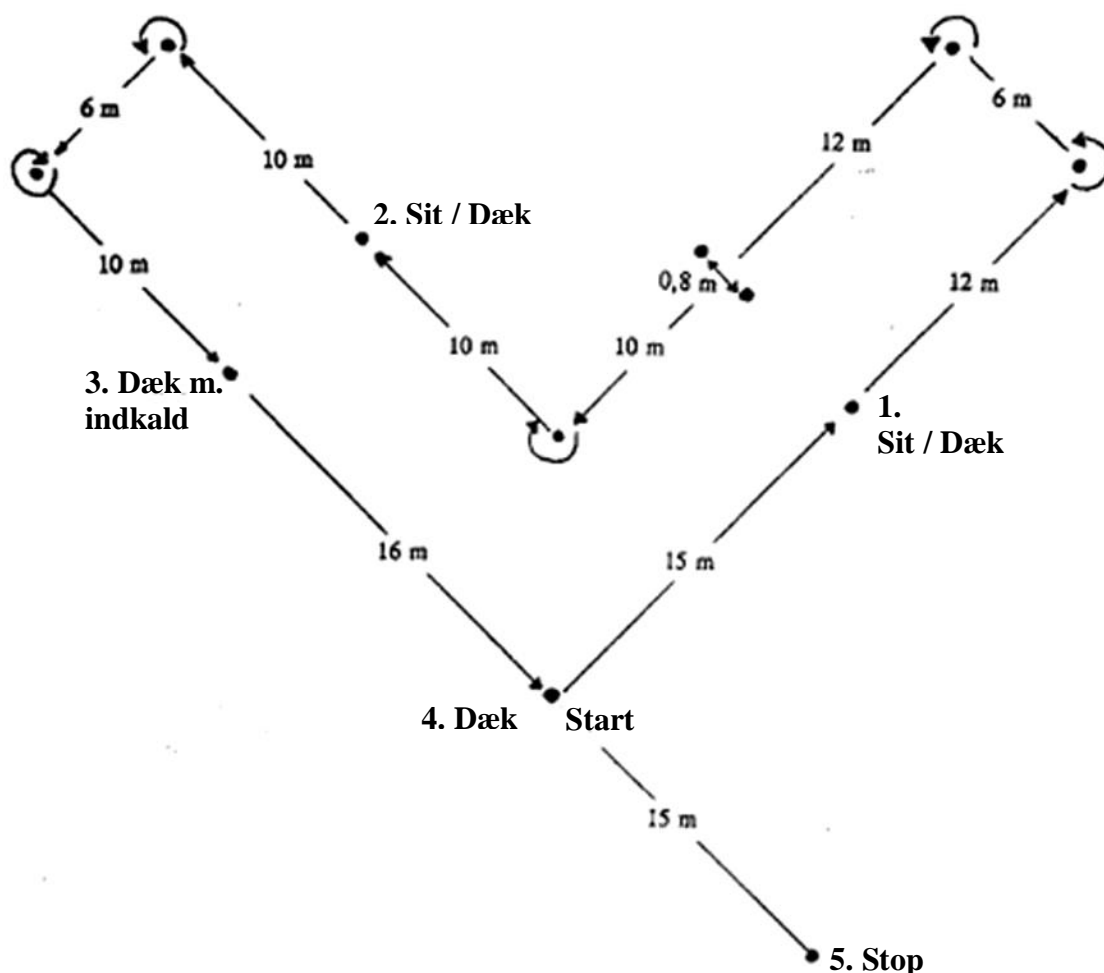 6 m
6 m
10 m
12 m
2. Sit / Dæk
10 m
0,8 m
12 m
10 m
10 m
3. Dæk m.
indkald
1.
Sit / Dæk
16 m
15 m
4. Dæk
Start
15 m
5. Stop